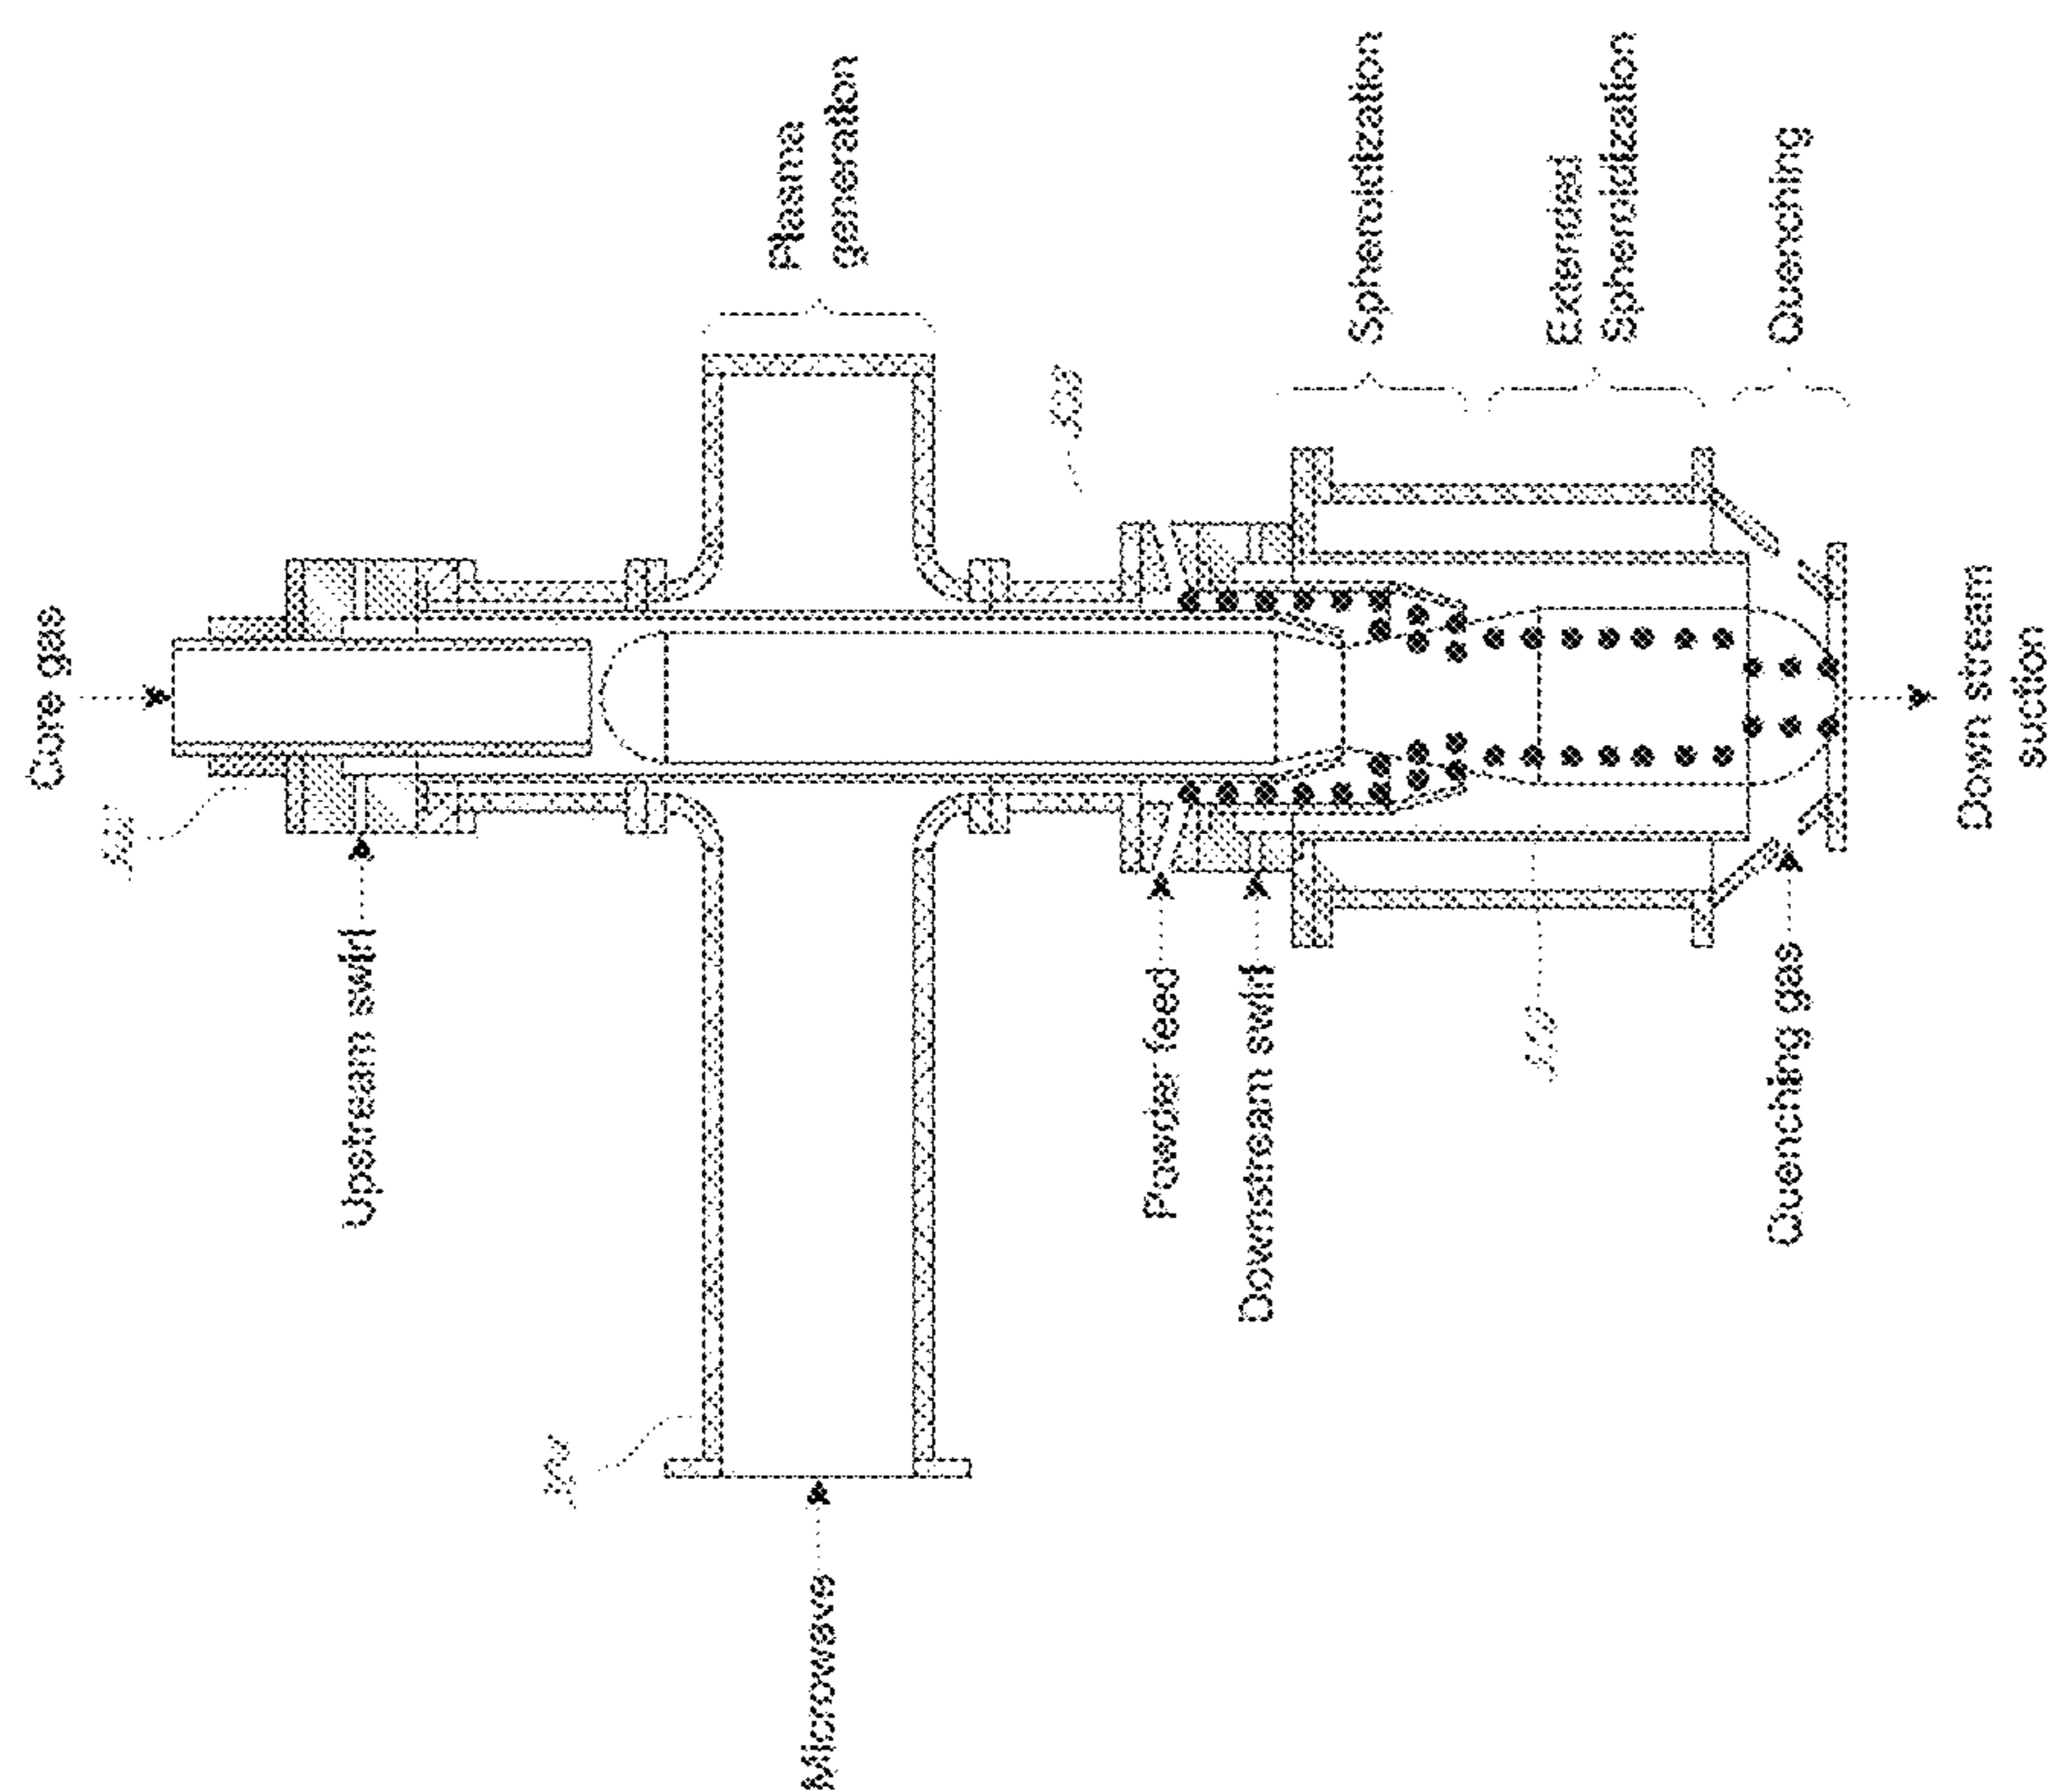 Core gas
Upstream swirl
Plasma
generation
Microwave
Powder feed
Downstream swirl
Spheroidization
Extended
Spheroidization
Quenching
Quenching gas
Down stream
suction